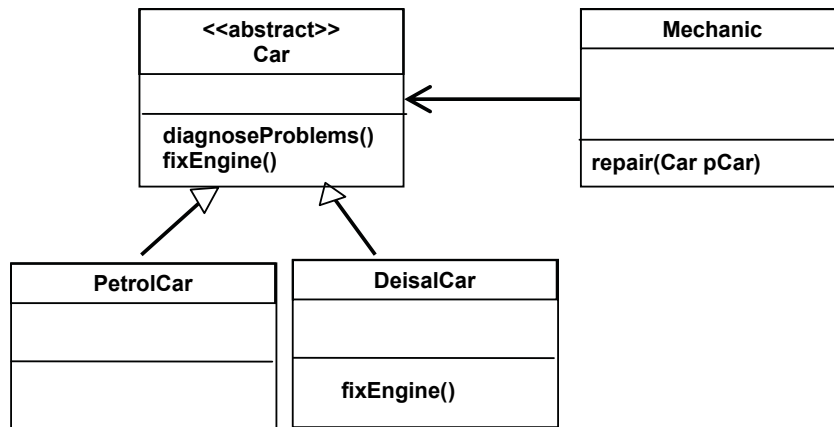 <<abstract>>
Car
diagnoseProblems()
fixEngine()
Mechanic
repair(Car pCar)
PetrolCar
DeisalCar
fixEngine()